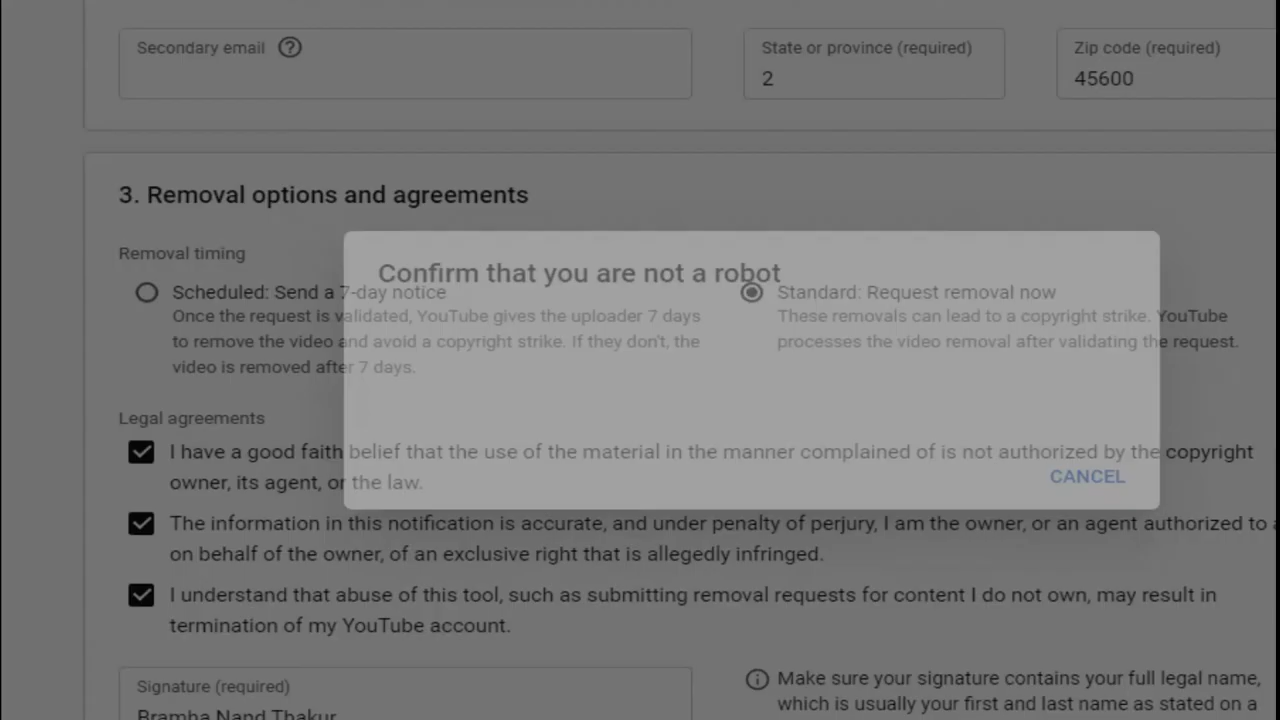 Secondary email
State or province (required)
2
Zip code (required)
45600
3. Removal options and agreements
Removal timing
Confirm that you are not a robot
Scheduled: Send a 7-day notice
Once the request is validated, YouTube gives the uploader 7 days
to remove the video and avoid a copyright strike. If they don't, the
video is removed after 7 days.
Standard: Request removal now
These removals can lead to a copyright strike. YouTube
processes the video removal after validating the request.
Legal agreements
I have a good faith belief that the use of the material in the manner complained of is not authorized by the copyright
owner, its agent, or the law.
CANCEL
The information in this notification is accurate, and under penalty of perjury, I am the owner, or an agent authorized to
on behalf of the owner, of an exclusive right that is allegedly infringed.
I understand that abuse of this tool, such as submitting removal requests for content I do not own, may result in
termination of my YouTube account.
Signature (required)
Bramha Nand Thakur
Make sure your signature contains your full legal name,
which is usually your first and last name as stated on a